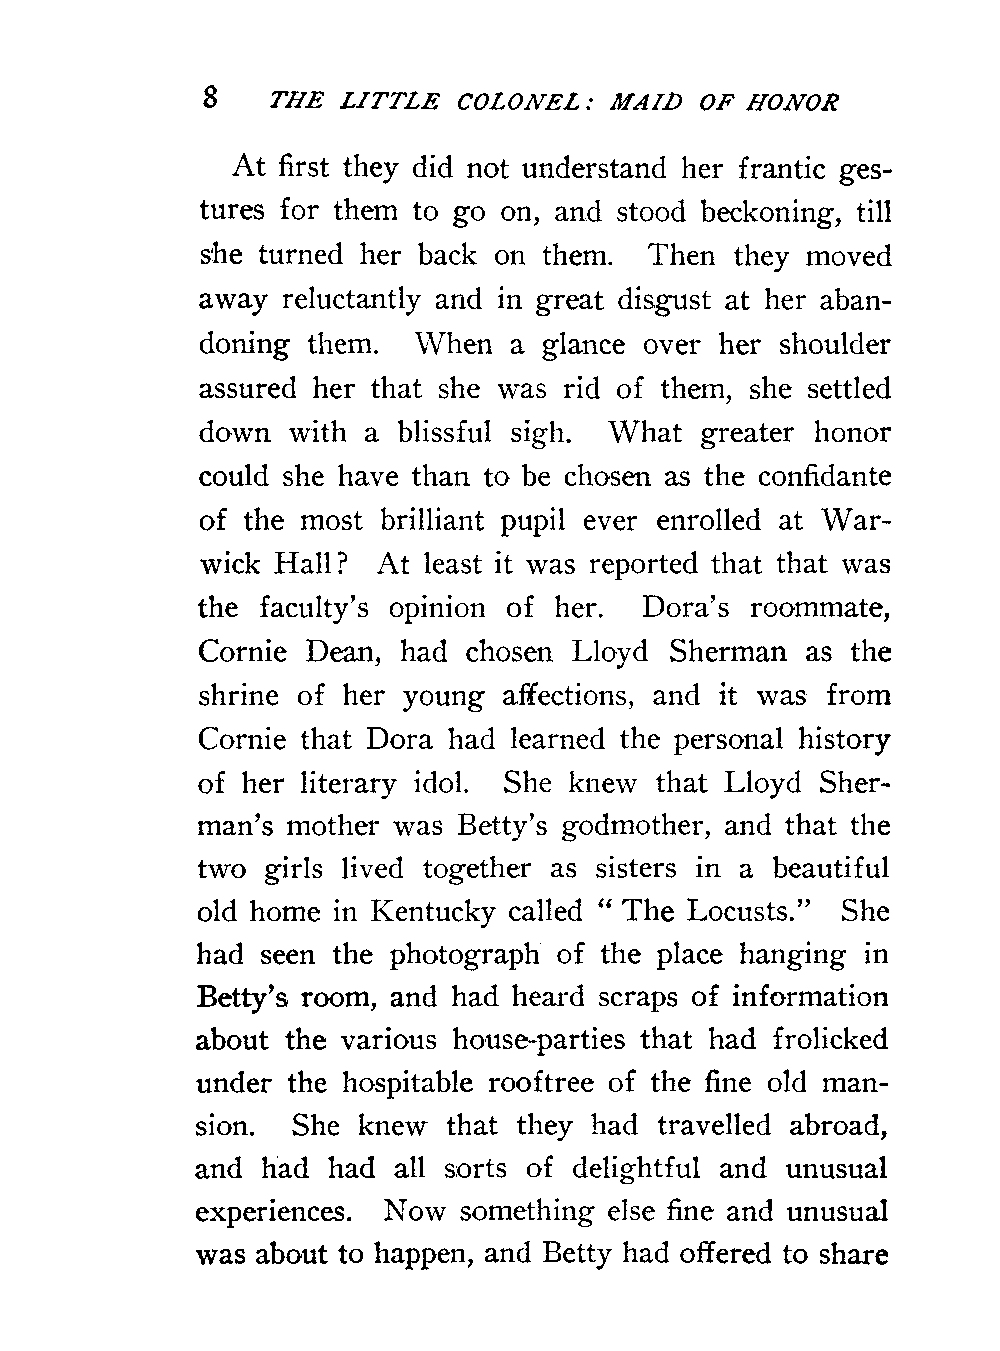 8 THE LITTLE COLONEL: MAID OF HONOR
At first they did not understand her frantic ges-
tures for them to go on, and stood beckoning, till
she turned her back on them. Then they moved
away reluctantly and in great disgust at her aban-
doning them. When a glance over her shoulder
assured her that she was rid of them, she settled
down with a blissful sigh. What greater honor
could she have than to be chosen as the confidante
of the most brilliant pupil ever enrolled at War-
wick Hall? At least it was reported that that was
the faculty's opinion of her. Dora's roommate,
Cornie Dean, had chosen Lloyd Sherman as the
shrine of her young affections, and it was from
Cornie that Dora had learned the personal history
of her literary idol. She knew that Lloyd Sher-
man's mother was Betty's godmother, and that the
two girls lived together as sisters in a beautiful
old home in Kentucky called " The Locusts." She
had seen the photograph of the place hanging in
Betty's room, and had heard scraps of information
about the various house-parties that had frolicked
under the hospitable rooftree of the fine old man-
sion. She knew that they had travelled abroad,
and had had all sorts of delightful and unusual
experiences. Now something else fine and unusual
was about to happen, and Betty had offered to share